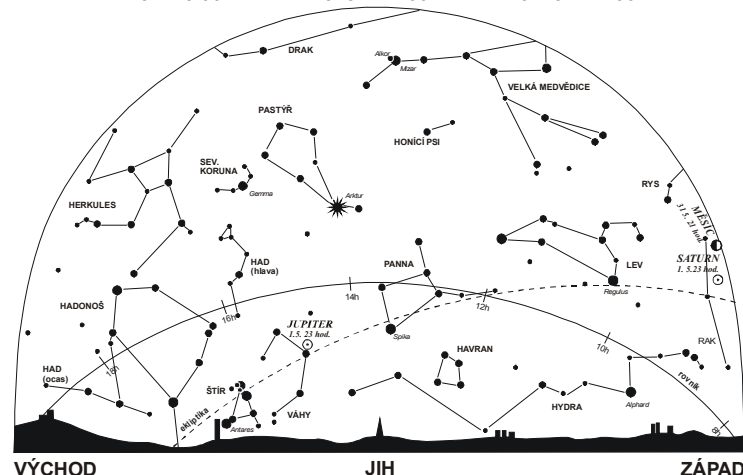 DRAK
Alkor
Mizar
VELKÁ MEDVĚDICE
PASTÝŘ
HONÍCÍ PSI
SEV.
KORUNA
Gemma
Arktur
RYS
HERKULES
MĚSÍC
31.5. 21 hod.
SATURN
1. 5. 23 hod.
HAD
(hlava)
PANNA
LEV
Regulus
HADONOŠ
14h
12h
16h
JUPITER
1.5. 23 hod.
Spika
10h
RAK
HAVRAN
18h
HAD
(ocas)
ŠTÍR
VÁHY
HYDRA
Alphard
rovník
ekliptika
Antares
8h
VÝCHOD
JIH
ZÁPAD